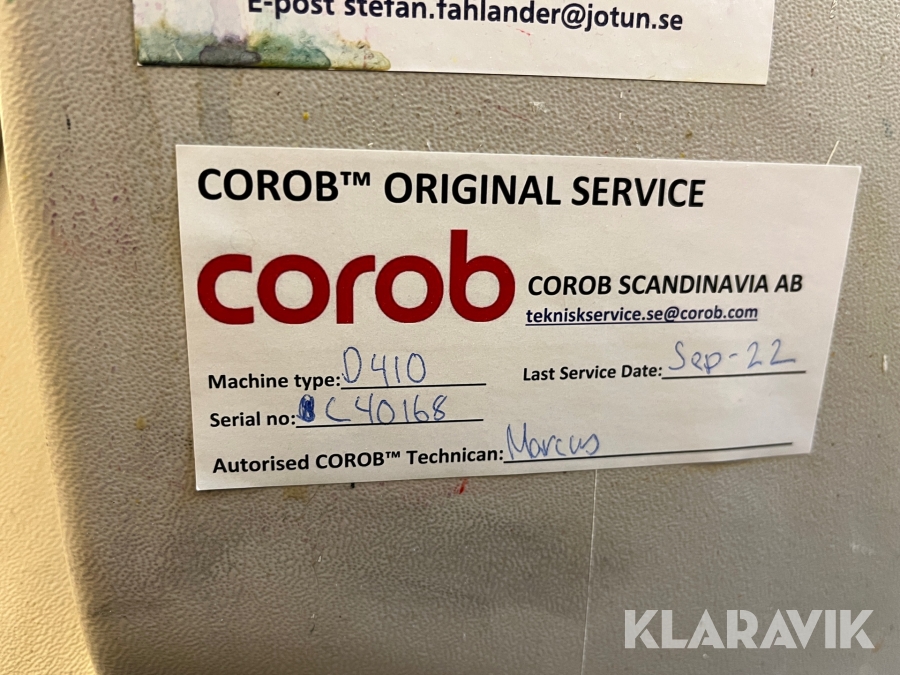 E-post stefan.fahlander@jotun.se
COROB™ ORIGINAL SERVICE
corob
COROB SCANDINAVIA AB
tekniskservice.se@corob.com
Machine type: D410
Last Service Date: Sep-22
Serial no: C40168
Autorised COROB™ Technican: Marcus
KLARAVIK